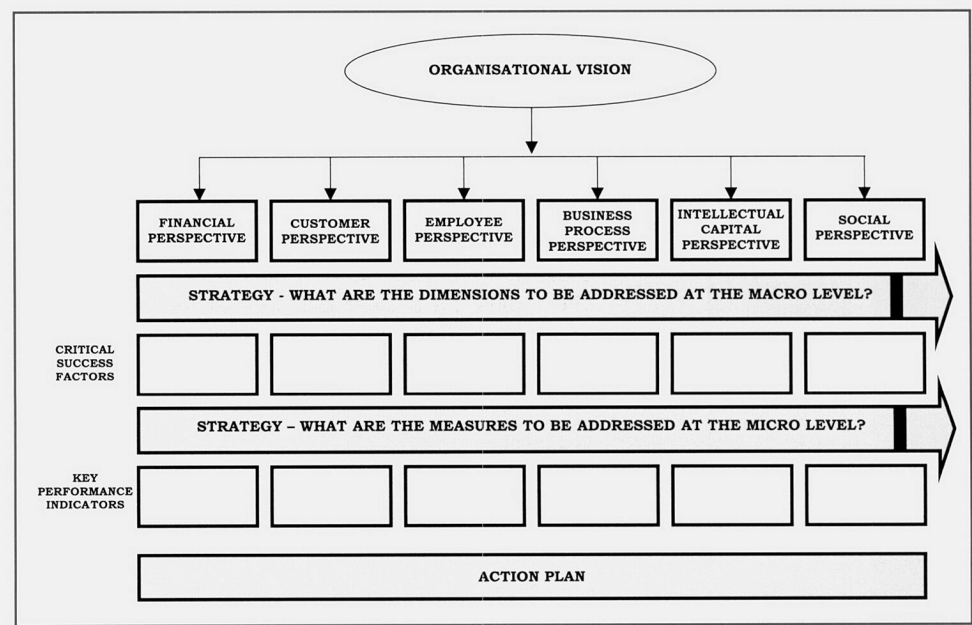 ORGANISATIONAL VISION
FINANCIAL
PERSPECTIVE
CUSTOMER
PERSPECTIVE
EMPLOYEE
PERSPECTIVE
BUSINESS
PROCESS
PERSPECTIVE
INTELLECTUAL
CAPITAL
PERSPECTIVE
SOCIAL
PERSPECTIVE
STRATEGY - WHAT ARE THE DIMENSIONS TO BE ADDRESSED AT THE MACRO LEVEL?
CRITICAL
SUCCESS
FACTORS
STRATEGY – WHAT ARE THE MEASURES TO BE ADDRESSED AT THE MICRO LEVEL?
KEY
PERFORMANCE
INDICATORS
ACTION PLAN